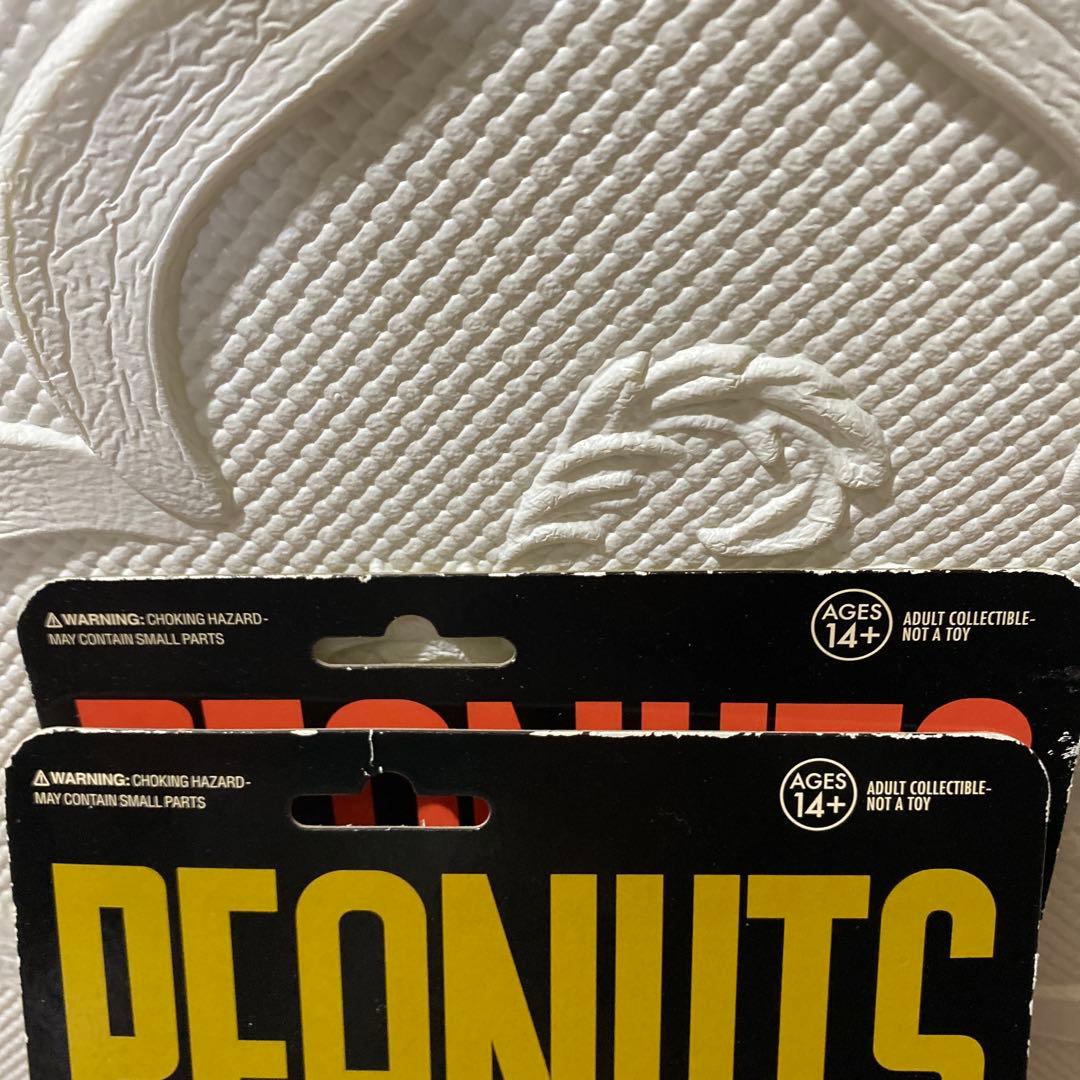 ⚠WARNING: CHOKING HAZARD-
MAY CONTAIN SMALL PARTS
AGES
14+
ADULT COLLECTIBLE-
NOT A TOY
PEANUTS
⚠WARNING: CHOKING HAZARD-
MAY CONTAIN SMALL PARTS
AGES
14+
ADULT COLLECTIBLE-
NOT A TOY
PEANUTS